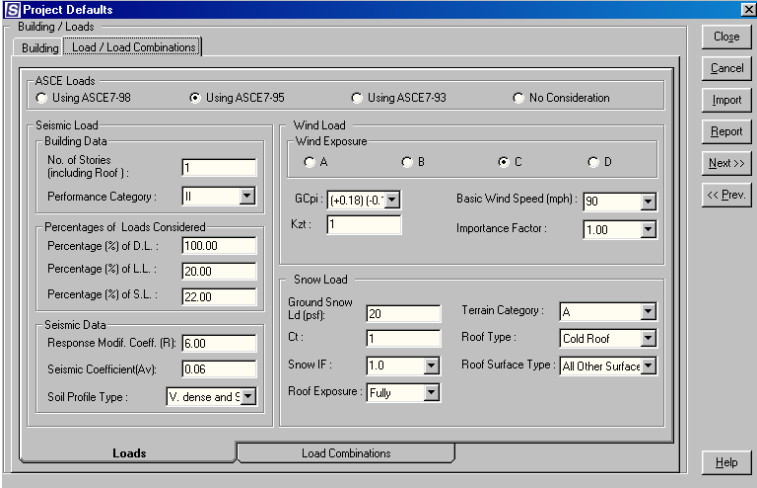 S Project Defaults
Building / Loads
Building Load / Load Combinations
ASCE Loads
Using ASCE7-98 Using ASCE7-95 Using ASCE7-93 No Consideration
Seismic Load
Building Data
No. of Stories
(including Roof ) : 1
Performance Category : II
Percentages of Loads Considered
Percentage (%) of D.L. : 100.00
Percentage (%) of L.L. : 20.00
Percentage (%) of S.L. : 22.00
Seismic Data
Response Modif. Coeff. (R): 6.00
Seismic Coefficient(Av): 0.06
Soil Profile Type : V. dense and S
Wind Load
Wind Exposure
A B C D
GCpi : (+0.18) (-0.1 Basic Wind Speed (mph) : 90
Kzt : 1 Importance Factor : 1.00
Snow Load
Ground Snow
Ld (psf): 20 Terrain Category : A
Ct : 1 Roof Type : Cold Roof
Snow IF : 1.0 Roof Surface Type : All Other Surface
Roof Exposure : Fully
Loads Load Combinations
Close
Cancel
Import
Report
Next >>
<< Prev.
Help